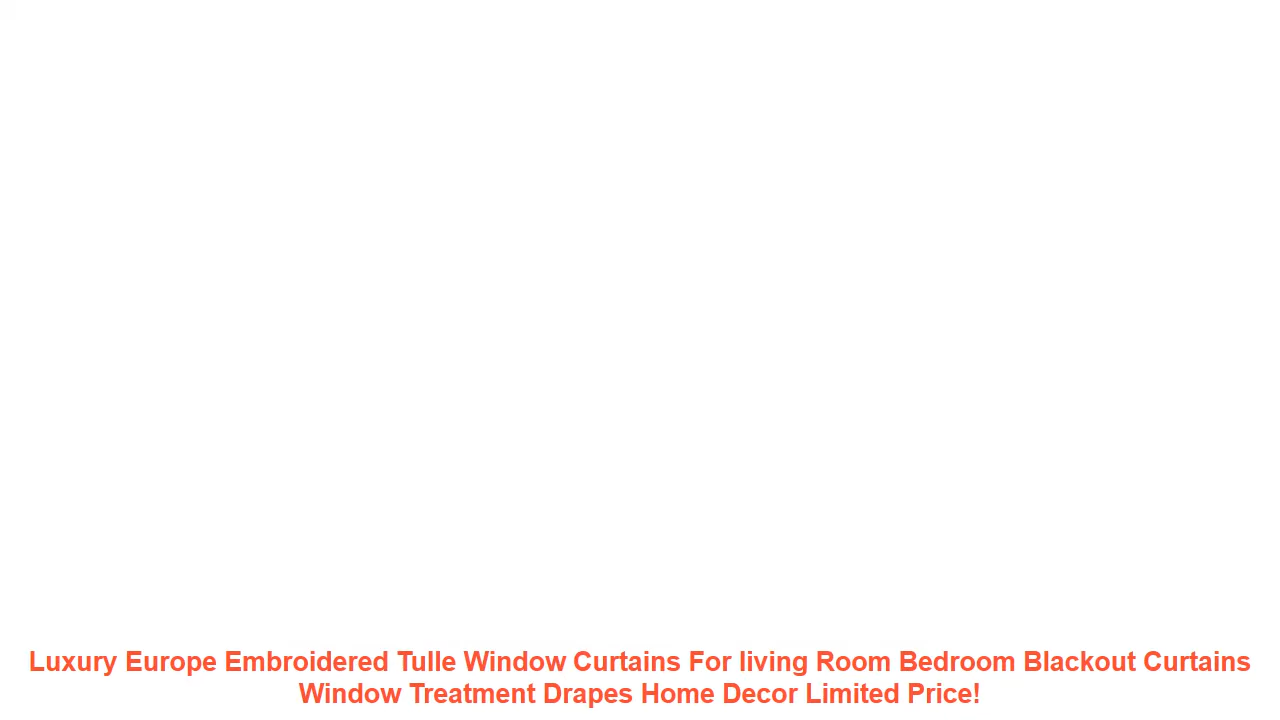 Luxury Europe Embroidered Tulle Window Curtains For living Room Bedroom Blackout Curtains
Window Treatment Drapes Home Decor Limited Price!